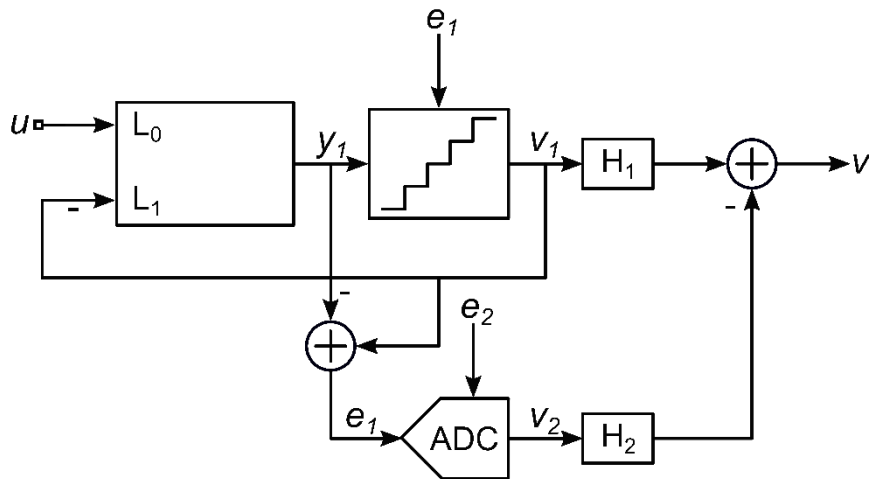 e₁
u
L₀
y₁
v₁
H₁
+
v
-
L₁
-
-
+
e₂
e₁
ADC
v₂
H₂